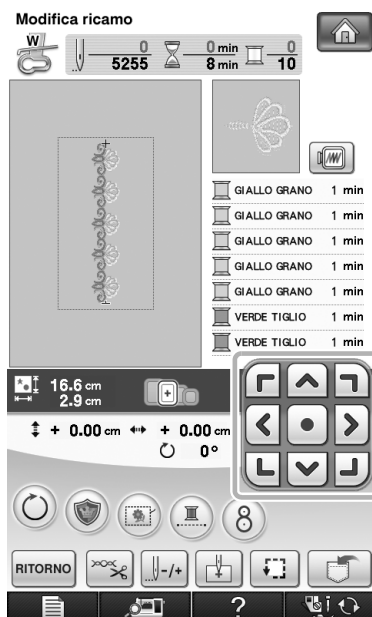 Modifica ricamo
W
0 0 min 0
5255 8 min 10
GIALLO GRANO 1 min
GIALLO GRANO 1 min
GIALLO GRANO 1 min
GIALLO GRANO 1 min
GIALLO GRANO 1 min
VERDE TIGLIO 1 min
VERDE TIGLIO 1 min
16.6 cm
2.9 cm
+ 0.00 cm + 0.00 cm
0°
8
RITORNO -/+
?